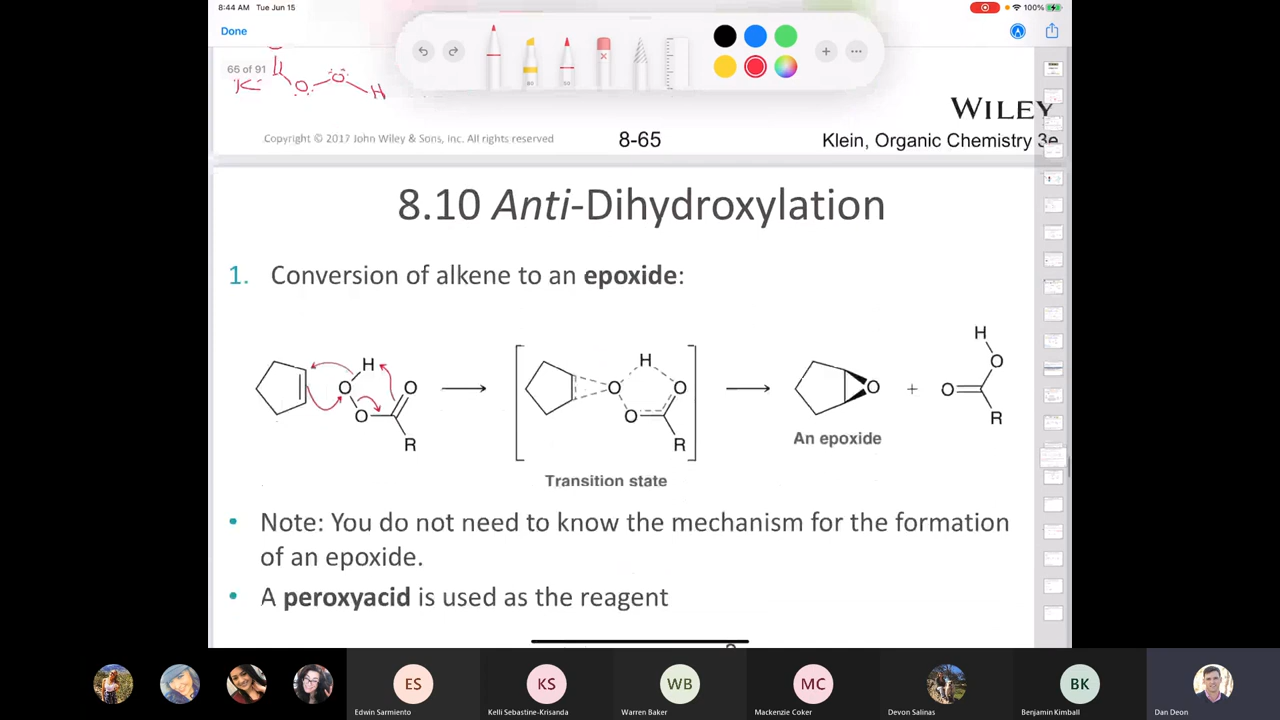 8:44 AM Tue Jun 15
100%
Done
66 of 91
R
O
O
H
WILEY
Copyright © 2017 John Wiley & Sons, Inc. All rights reserved
8-65
Klein, Organic Chemistry 3e
8.10 Anti-Dihydroxylation
1. Conversion of alkene to an epoxide:
H
O
O
O
R
H
O
O
O
R
Transition state
O
An epoxide
+
H
O
O
R
• Note: You do not need to know the mechanism for the formation
of an epoxide.
• A peroxyacid is used as the reagent
ES
KS
WB
MC
BK
Edwin Sarmiento
Kelli Sebastine-Krisanda
Warren Baker
Mackenzie Coker
Devon Salinas
Benjamin Kimball
Dan Deon